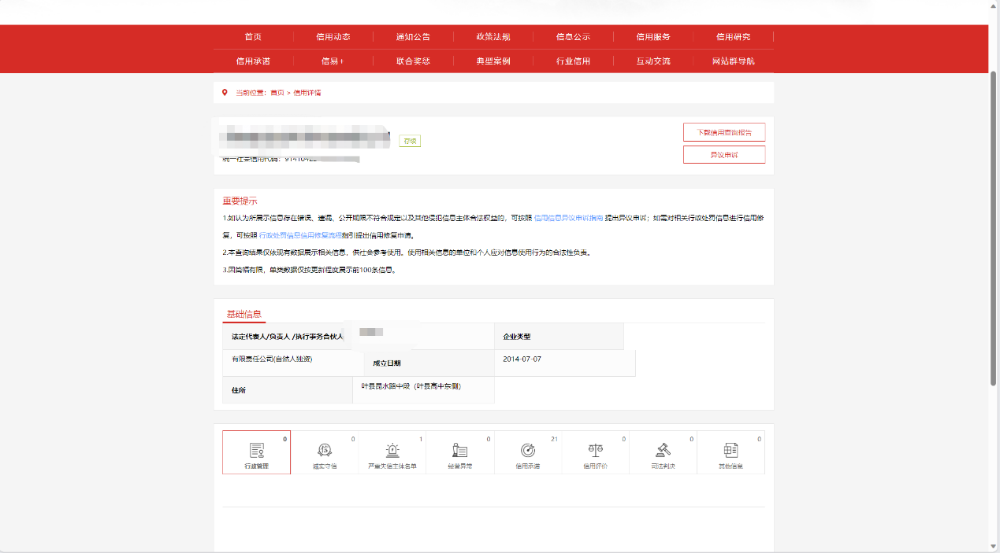 首页 信用动态 通知公告 政策法规 信息公示 信用服务 信用研究
信用承诺 信易+ 联合奖惩 典型案例 行业信用 互动交流 网站群导航
当前位置：首页 > 信用详情
存续
下载信用查询报告
统一社会信用代码：91410422
异议申诉
重要提示
1.如认为所展示信息存在错误、遗漏、公开期限不符合规定以及其他侵犯信息主体合法权益的，可按照 信用信息异议申诉指南 提出异议申诉；如需对相关行政处罚信息进行信用修
复，可按照 行政处罚信息信用修复流程指引提出信用修复申请。
2.本查询结果仅依现有数据展示相关信息，供社会参考使用。使用相关信息的单位和个人应对信息使用行为的合法性负责。
3.因篇幅有限，单类数据仅按更新程度展示前100条信息。
基础信息
法定代表人/负责人 /执行事务合伙人 企业类型
有限责任公司(自然人独资) 成立日期 2014-07-07
住所 叶县昆水路中段（叶县高中东侧）
0 0 1 0 21 0 0 0
行政管理 诚实守信 严重失信主体名单 经营异常 信用承诺 信用评价 司法判决 其他信息